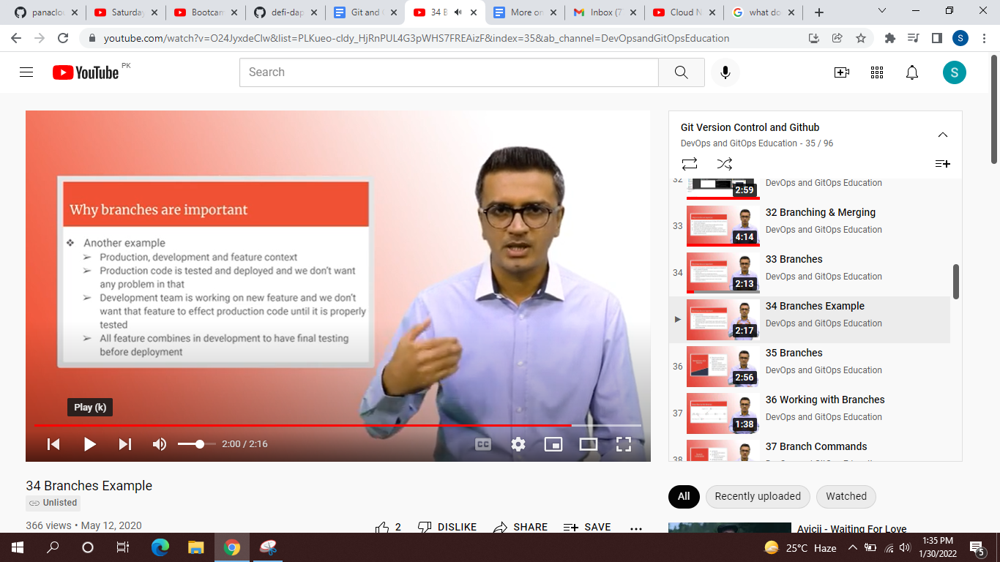 panaclou
Saturday
Bootcam
defi-dap
Git and
34 B
More on
Inbox (7
Cloud N
what do
youtube.com/watch?v=O24JyxdeClw&list=PLKueo-cldy_HjRnPUL4G3pWHS7FREAizF&index=35&ab_channel=DevOpsandGitOpsEducation
S
YouTube PK
Search
S
Why branches are important
❖ Another example
➢ Production, development and feature context
➢ Production code is tested and deployed and we don't want
any problem in that
➢ Development team is working on new feature and we don't
want that feature to effect production code until it is properly
tested
➢ All feature combines in development to have final testing
before deployment
Play (k)
2:00 / 2:16
CC
34 Branches Example
Unlisted
366 views • May 12, 2020
2 DISLIKE SHARE SAVE
Git Version Control and Github
DevOps and GitOps Education - 35 / 96
32
2:59
DevOps and GitOps Education
33
4:14
32 Branching & Merging
DevOps and GitOps Education
34
2:13
33 Branches
DevOps and GitOps Education
2:17
34 Branches Example
DevOps and GitOps Education
36
2:56
35 Branches
DevOps and GitOps Education
37
1:38
36 Working with Branches
DevOps and GitOps Education
38
37 Branch Commands
DevOps and GitOps Education
All Recently uploaded Watched
Avicii - Waiting For Love
25°C Haze
1:35 PM
1/30/2022
5